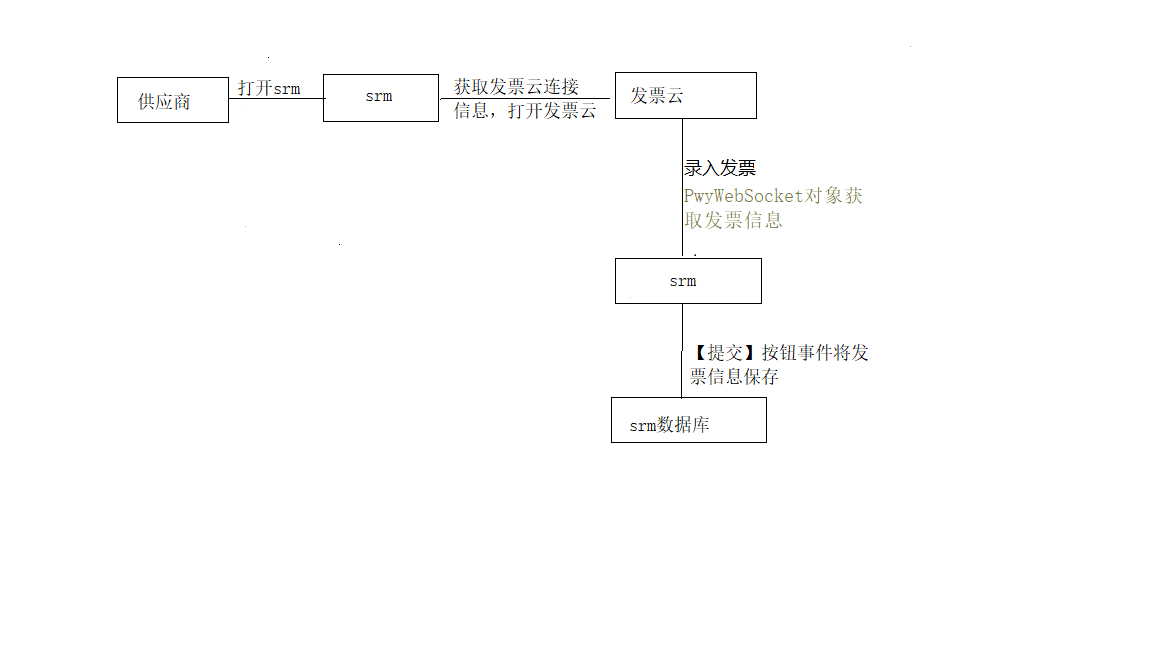 供应商
打开srm
srm
获取发票云连接
信息，打开发票云
发票云
录入发票
PwyWebSocket对象获
取发票信息
srm
【提交】按钮事件将发
票信息保存
srm数据库